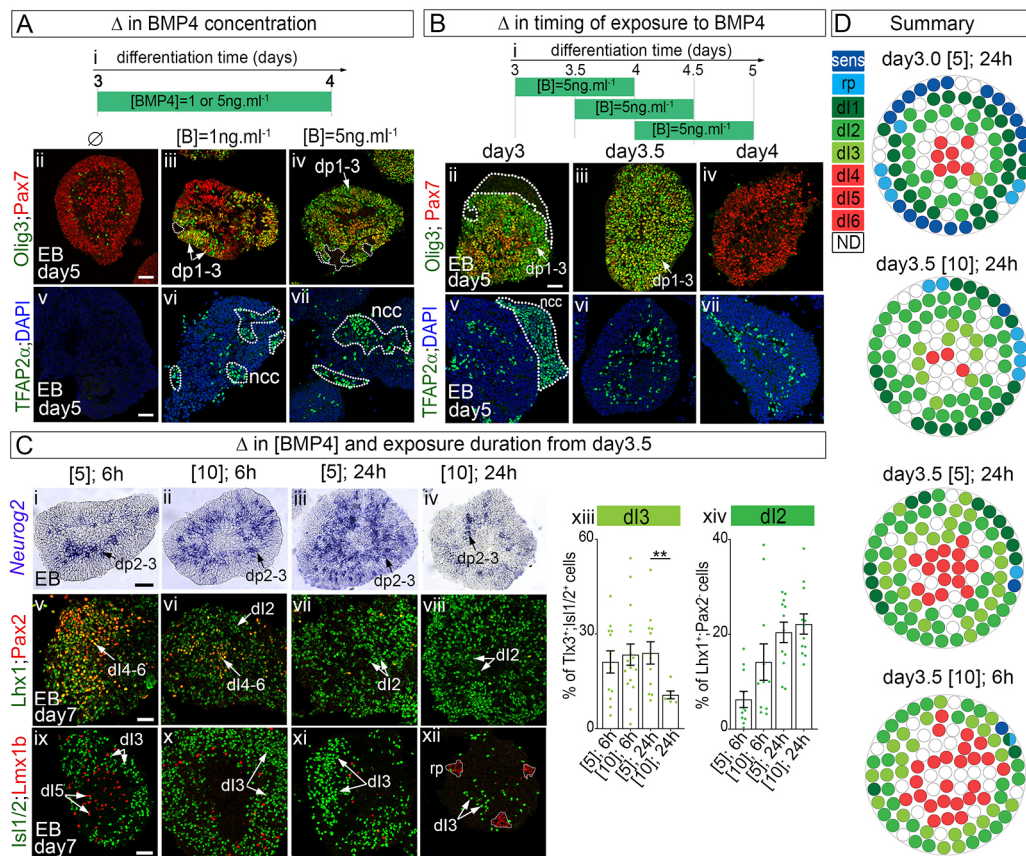 A
Δ in BMP4 concentration
i
differentiation time (days)
3
4
[BMP4]=1 or 5ng.ml⁻¹
∅
[B]=1ng.ml⁻¹
[B]=5ng.ml⁻¹
Olig3;Pax7
ii
EB
day5
iii
dp1-3
iv
dp1-3
TFAP2α;DAPI
v
EB
day5
vi
ncc
vii
ncc
B
Δ in timing of exposure to BMP4
i
differentiation time (days)
3
3.5
4
4.5
5
[B]=5ng.ml⁻¹
[B]=5ng.ml⁻¹
[B]=5ng.ml⁻¹
day3
day3.5
day4
Olig3; Pax7
ii
EB
day5
dp1-3
iii
dp1-3
iv
TFAP2α;DAPI
v
ncc
EB
day5
vi
vii
C
Δ in [BMP4] and exposure duration from day3.5
[5]; 6h
[10]; 6h
[5]; 24h
[10]; 24h
Neurog2
i
dp2-3
EB
ii
dp2-3
iii
dp2-3
iv
dp2-3
Lhx1;Pax2
v
dI4-6
EB
day7
vi
dI2
dI4-6
vii
dI2
viii
dI2
Isl1/2;Lmx1b
ix
dI3
dI5
EB
day7
x
dI3
xi
dI3
xii
rp
dI3
xiii
dI3
% of Tlx3⁺;Isl1/2⁺ cells
60
30
0
**
[5]; 6h
[10]; 6h
[5]; 24h
[10]; 24h
xiv
dI2
% of Lhx1⁺;Pax2⁻ cells
40
20
0
[5]; 6h
[10]; 6h
[5]; 24h
[10]; 24h
D
Summary
sens
rp
dI1
dI2
dI3
dI4
dI5
dI6
ND
day3.0 [5]; 24h
day3.5 [10]; 24h
day3.5 [5]; 24h
day3.5 [10]; 6h